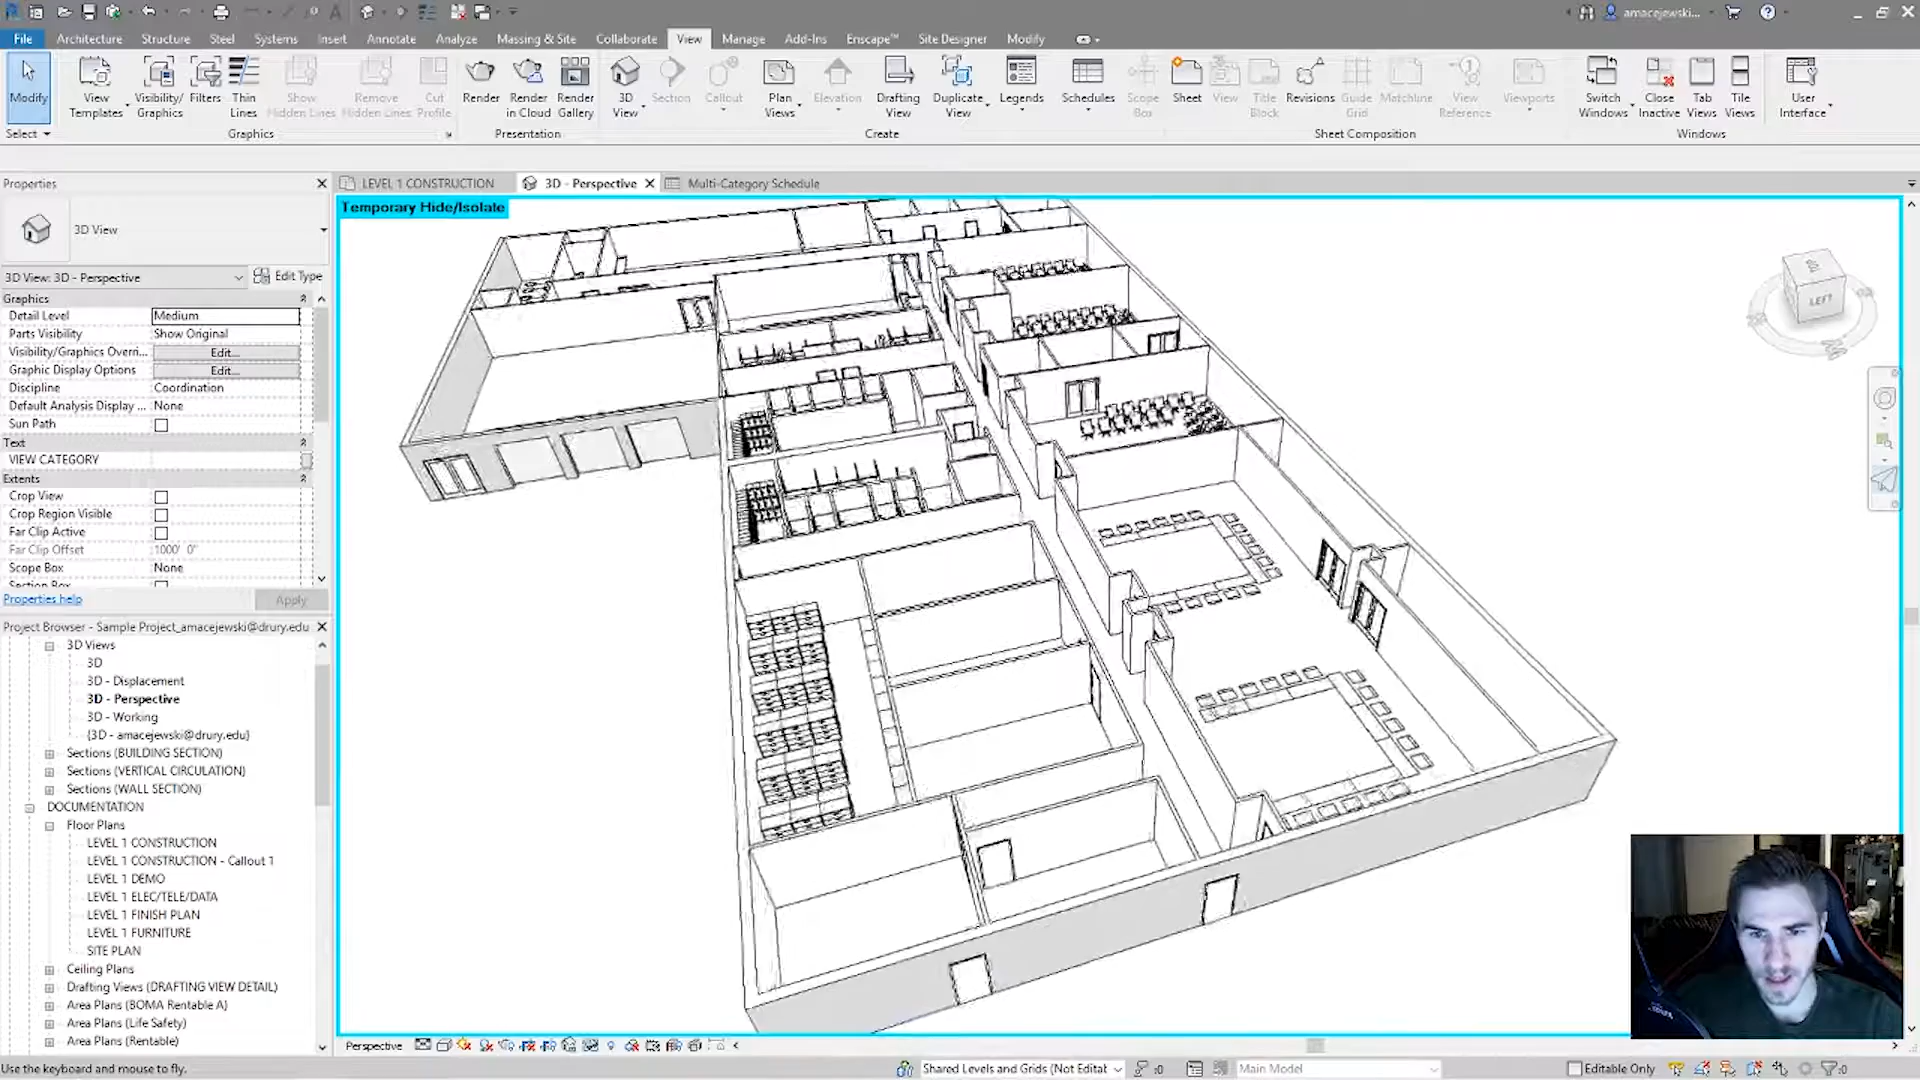 amacejewski...
File Architecture Structure Steel Systems Insert Annotate Analyze Massing & Site Collaborate View Manage Add-Ins Enscape™ Site Designer Modify
Modify
View Templates
Visibility/ Graphics
Filters
Thin Lines
Show Hidden Lines
Remove Hidden Lines
Cut Profile
Render
Render in Cloud
Render Gallery
3D View
Section
Callout
Plan Views
Elevation
Drafting View
Duplicate View
Legends
Schedules
Scope Box
Sheet
View
Title Block
Revisions
Guide Grid
Matchline
View Reference
Viewports
Switch Windows
Close Inactive
Tab Views
Tile Views
User Interface
Select Graphics Presentation Create Sheet Composition Windows
Properties
LEVEL 1 CONSTRUCTION
3D - Perspective
Multi-Category Schedule
Temporary Hide/Isolate
3D View
3D View: 3D - Perspective
Edit Type
Graphics
Detail Level Medium
Parts Visibility Show Original
Visibility/Graphics Overri... Edit...
Graphic Display Options Edit...
Discipline Coordination
Default Analysis Display ... None
Sun Path
Text
VIEW CATEGORY
Extents
Crop View
Crop Region Visible
Far Clip Active
Far Clip Offset 1000' 0"
Scope Box None
Section Box
Properties help
Apply
LEFT
Project Browser - Sample Project_amacejewski@drury.edu
3D Views
3D
3D - Displacement
3D - Perspective
3D - Working
{3D - amacejewski@drury.edu}
Sections (BUILDING SECTION)
Sections (VERTICAL CIRCULATION)
Sections (WALL SECTION)
DOCUMENTATION
Floor Plans
LEVEL 1 CONSTRUCTION
LEVEL 1 CONSTRUCTION - Callout 1
LEVEL 1 DEMO
LEVEL 1 ELEC/TELE/DATA
LEVEL 1 FINISH PLAN
LEVEL 1 FURNITURE
SITE PLAN
Ceiling Plans
Drafting Views (DRAFTING VIEW DETAIL)
Area Plans (BOMA Rentable A)
Area Plans (Life Safety)
Area Plans (Rentable)
Perspective
Use the keyboard and mouse to fly.
Shared Levels and Grids (Not Editat
:0
Main Model
Editable Only
:0